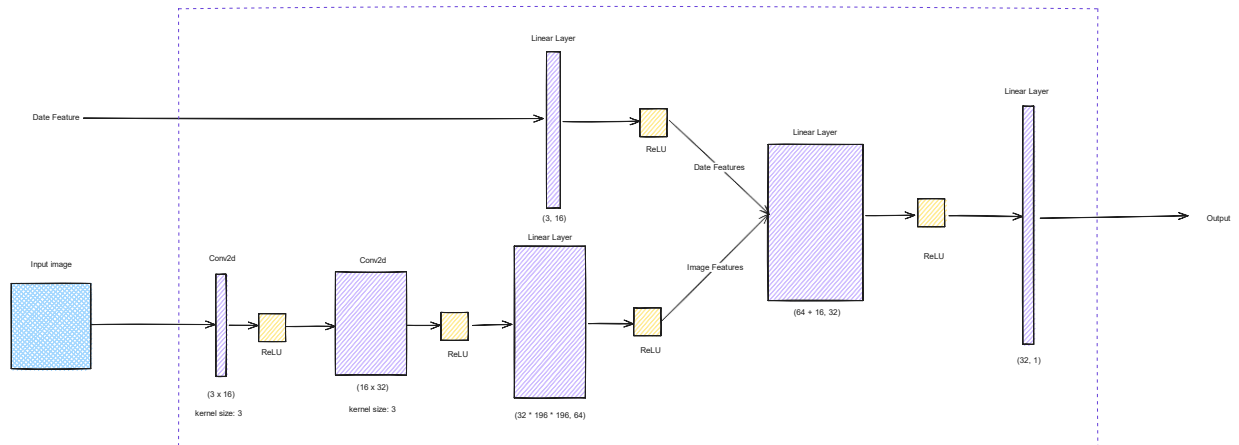 Linear Layer
Date Feature
ReLU
(3, 16)
Date Features
Linear Layer
(64 + 16, 32)
ReLU
Linear Layer
(32, 1)
Output
Input image
Conv2d
(3 x 16)
kernel size: 3
ReLU
Conv2d
(16 x 32)
kernel size: 3
ReLU
Linear Layer
(32 * 196 * 196, 64)
ReLU
Image Features